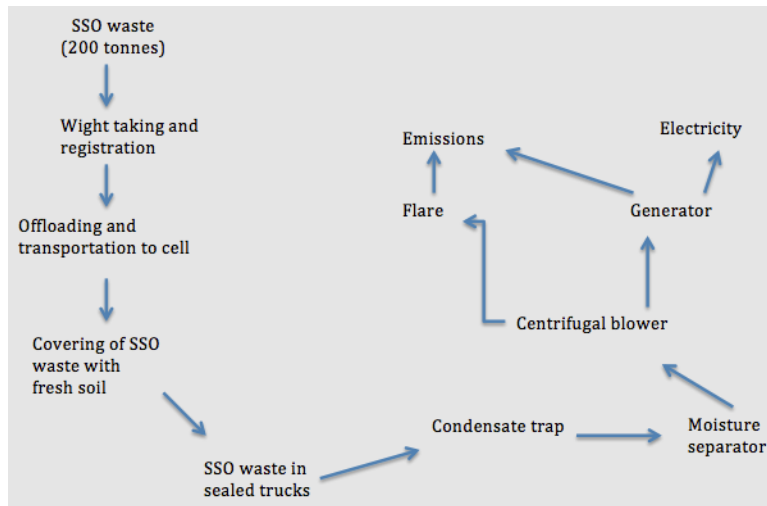 SSO waste
(200 tonnes)
Wight taking and
registration
Offloading and
transportation to cell
Covering of SSO
waste with
fresh soil
SSO waste in
sealed trucks
Condensate trap
Moisture
separator
Centrifugal blower
Flare
Generator
Emissions
Electricity